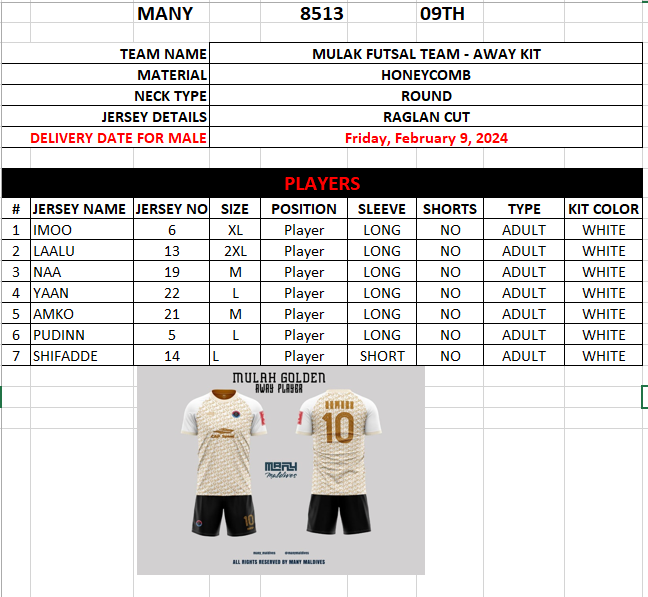 MANY 8513 09TH
TEAM NAME MULAK FUTSAL TEAM - AWAY KIT
MATERIAL HONEYCOMB
NECK TYPE ROUND
JERSEY DETAILS RAGLAN CUT
DELIVERY DATE FOR MALE Friday, February 9, 2024
PLAYERS
# JERSEY NAME JERSEY NO SIZE POSITION SLEEVE SHORTS TYPE KIT COLOR
1 IMOO 6 XL Player LONG NO ADULT WHITE
2 LAALU 13 2XL Player LONG NO ADULT WHITE
3 NAA 19 M Player LONG NO ADULT WHITE
4 YAAN 22 L Player LONG NO ADULT WHITE
5 AMKO 21 M Player LONG NO ADULT WHITE
6 PUDINN 5 L Player LONG NO ADULT WHITE
7 SHIFADDE 14 L Player SHORT NO ADULT WHITE
MULAH GOLDEN
AWAY PLAYER
10
MANY
Maldives
10
ALL RIGHTS RESERVED BY MANY MALDIVES